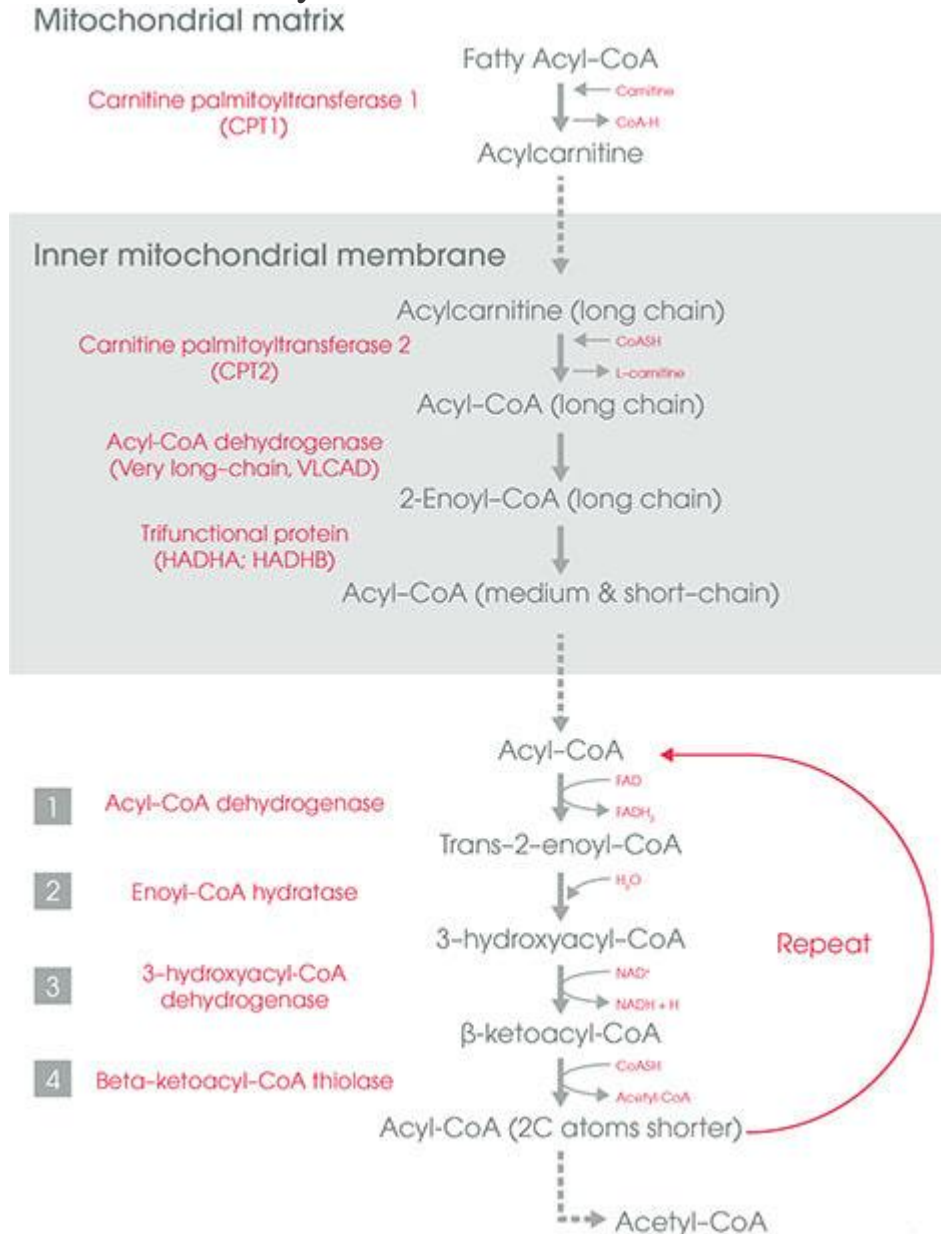 Mitochondrial matrix
Fatty Acyl-CoA
Carnitine palmitoyltransferase 1
(CPT1)
Carnitine
CoA-H
Acylcarnitine
Inner mitochondrial membrane
Acylcarnitine (long chain)
Carnitine palmitoyltransferase 2
(CPT2)
CoASH
L-carnitine
Acyl-CoA (long chain)
Acyl-CoA dehydrogenase
(Very long-chain, VLCAD)
2-Enoyl-CoA (long chain)
Trifunctional protein
(HADHA; HADHB)
Acyl-CoA (medium & short-chain)
Acyl-CoA
1 Acyl-CoA dehydrogenase
FAD
FADH₂
Trans-2-enoyl-CoA
2 Enoyl-CoA hydratase
H₂O
3-hydroxyacyl-CoA
Repeat
3 3-hydroxyacyl-CoA
dehydrogenase
NAD⁺
NADH + H
β-ketoacyl-CoA
4 Beta-ketoacyl-CoA thiolase
CoASH
Acetyl-CoA
Acyl-CoA (2C atoms shorter)
Acetyl-CoA